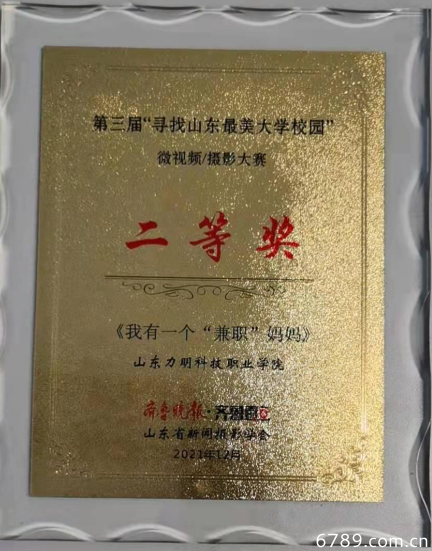 第三届“寻找山东最美大学校园”
微视频/摄影大赛
二等奖
《我有一个“兼职”妈妈》
山东力明科技职业学院
齐鲁晚报·齐鲁壹点
山东省新闻摄影学会
2021年12月
6789.com.cn